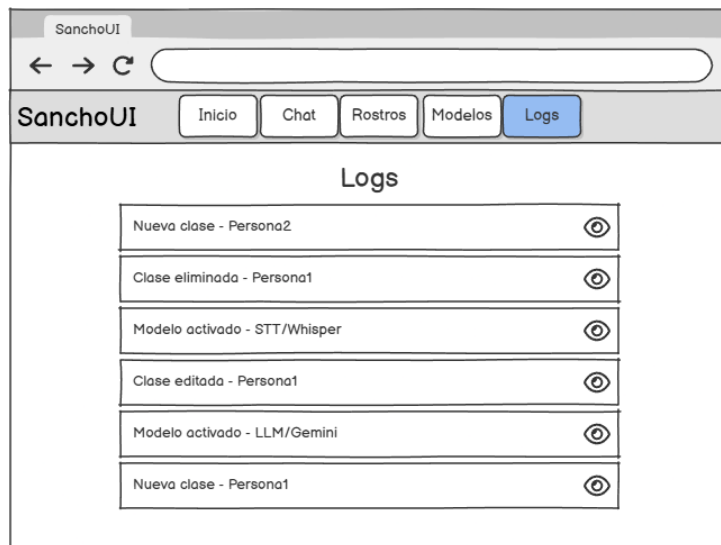 SanchoUI
SanchoUI
Inicio
Chat
Rostros
Modelos
Logs
Logs
Nueva clase - Persona2
Clase eliminada - Persona1
Modelo activado - STT/Whisper
Clase editada - Persona1
Modelo activado - LLM/Gemini
Nueva clase - Persona1